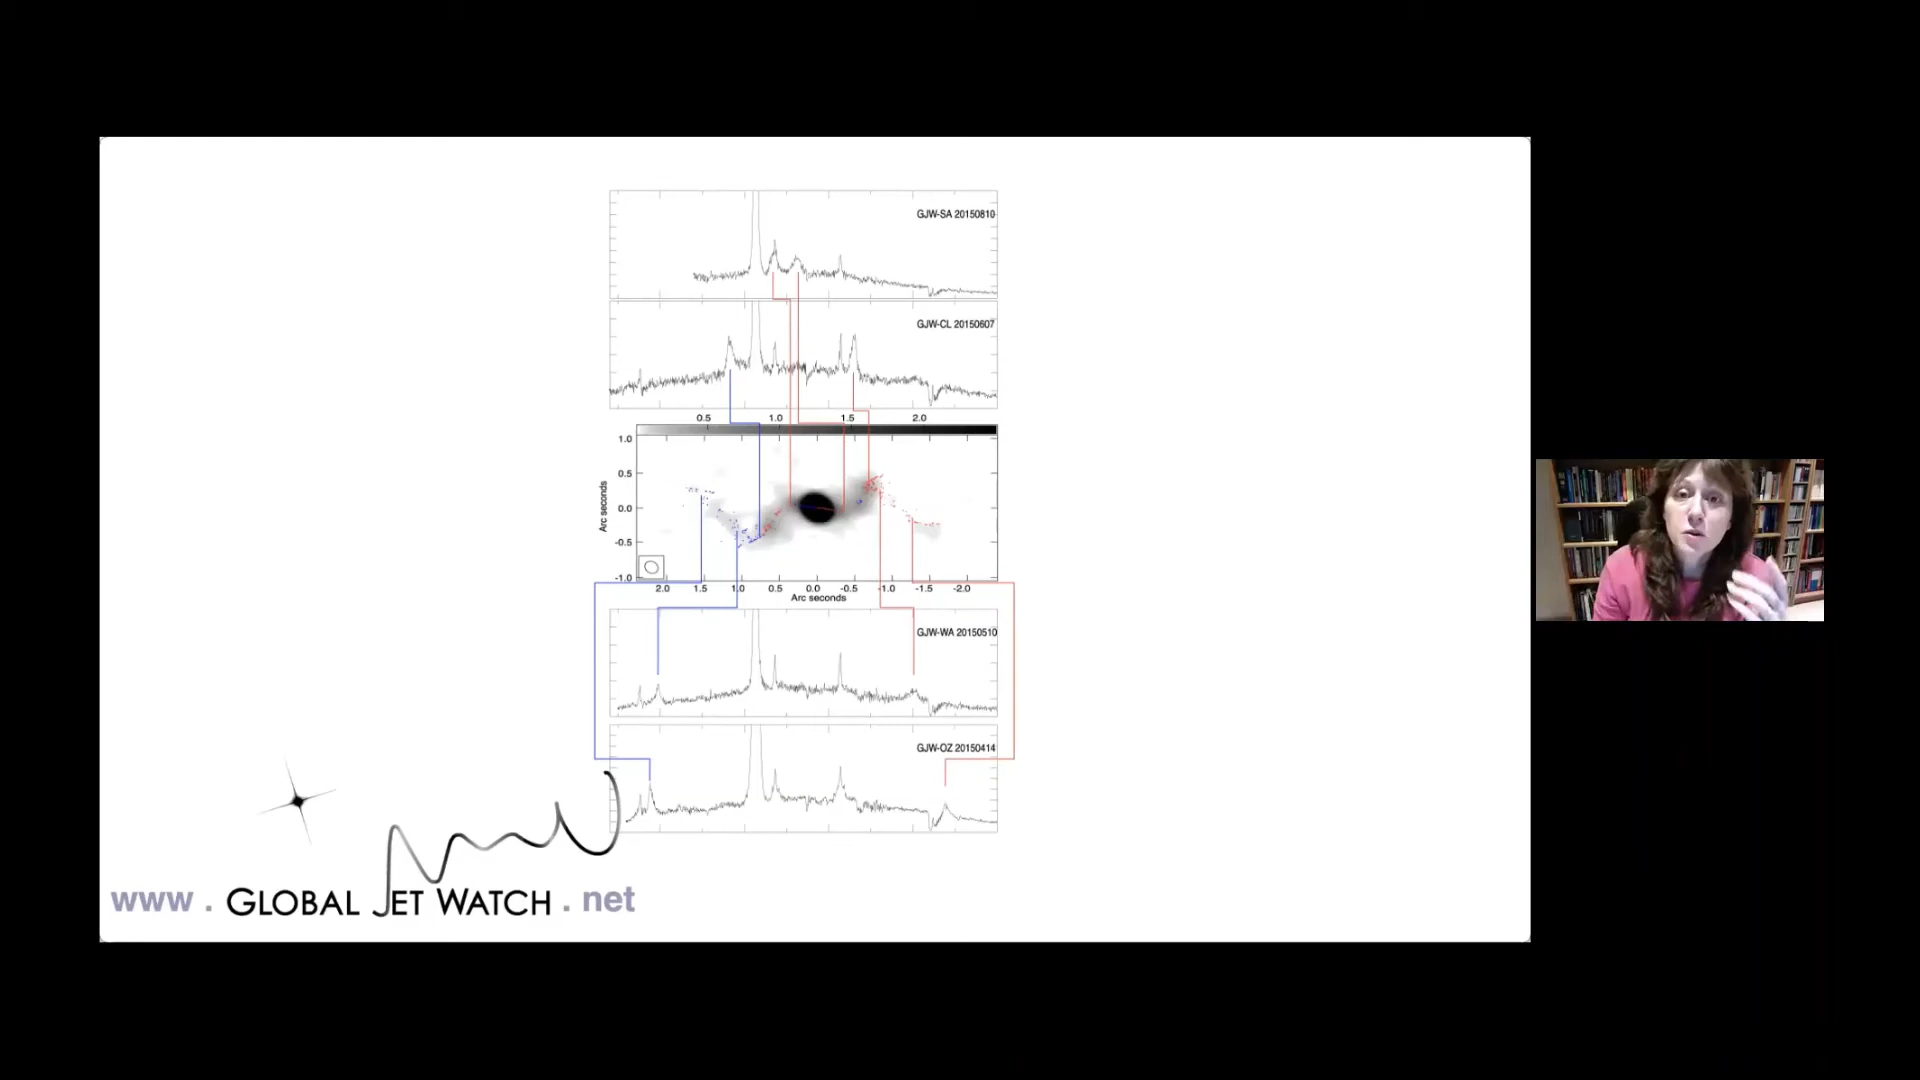 GJW-SA 20150810
GJW-CL 20150607
0.5 1.0 1.5 2.0
1.0
0.5
0.0
-0.5
-1.0
Arc seconds
2.0 1.5 1.0 0.5 0.0 -0.5 -1.0 -1.5 -2.0
Arc seconds
GJW-WA 20150510
GJW-OZ 20150414
www . GLOBAL JET WATCH . net